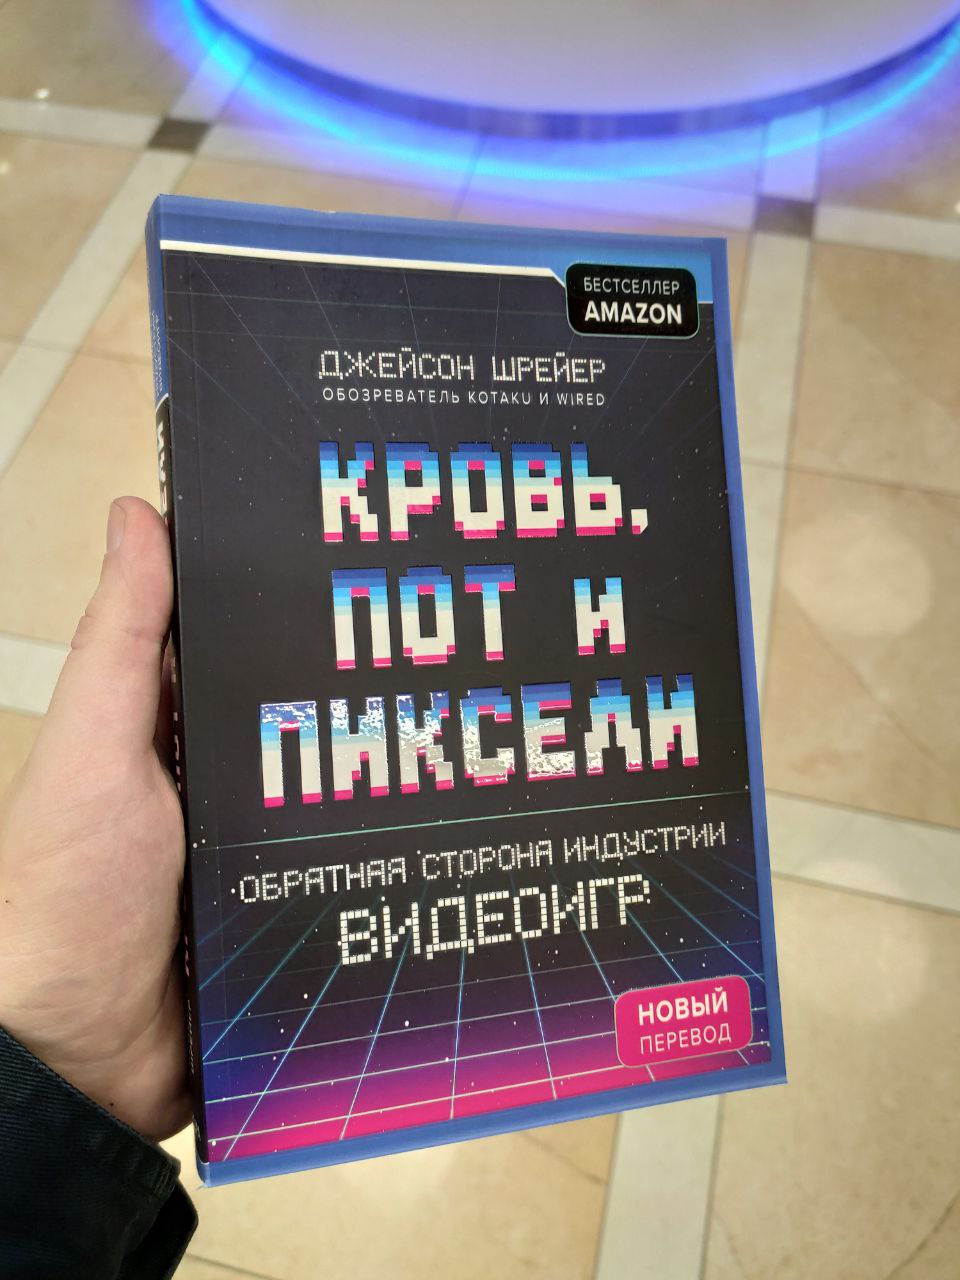 БЕСТСЕЛЛЕР
AMAZON
ДЖЕЙСОН ШРЕЙЕР
ОБОЗРЕВАТЕЛЬ KOTAKU И WIRED
КРОВЬ,
ПОТ И
ПИКСЕЛИ
ОБРАТНАЯ СТОРОНА ИНДУСТРИИ
ВИДЕОИГР
НОВЫЙ
ПЕРЕВОД